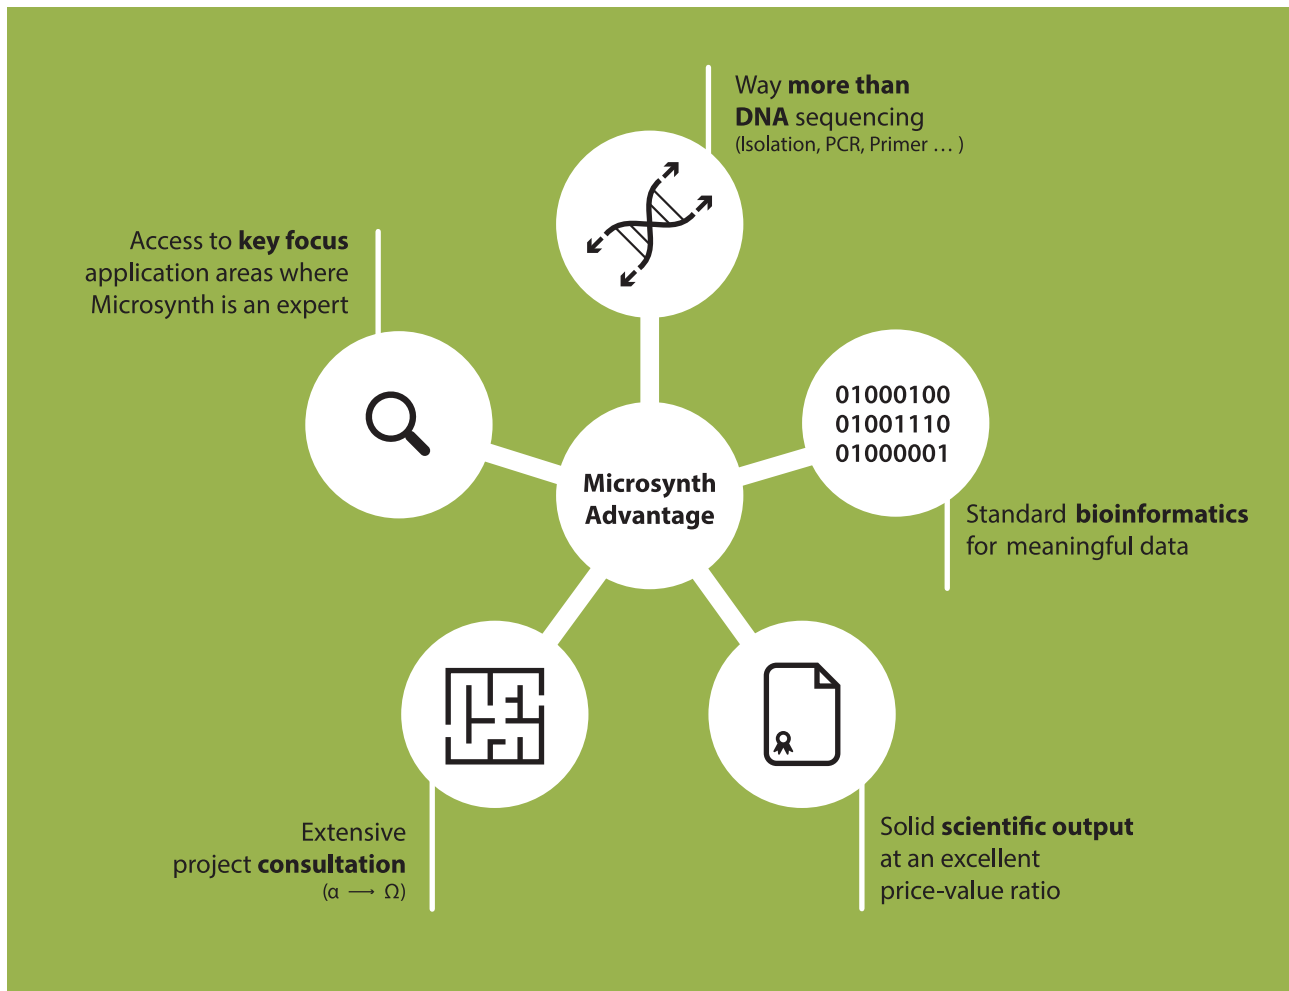 Way more than
DNA sequencing
(Isolation, PCR, Primer … )
Access to key focus
application areas where
Microsynth is an expert
01000100
01001110
01000001
Microsynth
Advantage
Standard bioinformatics
for meaningful data
Extensive
project consultation
(α → Ω)
Solid scientific output
at an excellent
price-value ratio